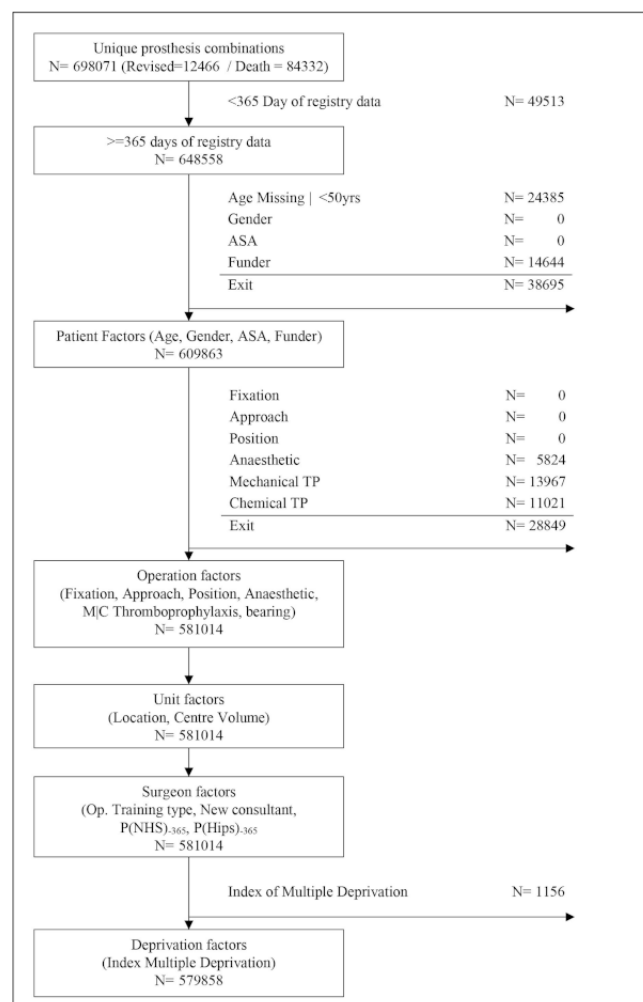 Unique prosthesis combinations
N= 698071 (Revised=12466 / Death = 84332)
<365 Day of registry data N= 49513
>=365 days of registry data
N= 648558
Age Missing | <50yrs N= 24385
Gender N= 0
ASA N= 0
Funder N= 14644
Exit N= 38695
Patient Factors (Age, Gender, ASA, Funder)
N= 609863
Fixation N= 0
Approach N= 0
Position N= 0
Anaesthetic N= 5824
Mechanical TP N= 13967
Chemical TP N= 11021
Exit N= 28849
Operation factors
(Fixation, Approach, Position, Anaesthetic,
M|C Thromboprophylaxis, bearing)
N= 581014
Unit factors
(Location, Centre Volume)
N= 581014
Surgeon factors
(Op. Training type, New consultant,
P(NHS)-365, P(Hips)-365
N= 581014
Index of Multiple Deprivation N= 1156
Deprivation factors
(Index Multiple Deprivation)
N= 579858